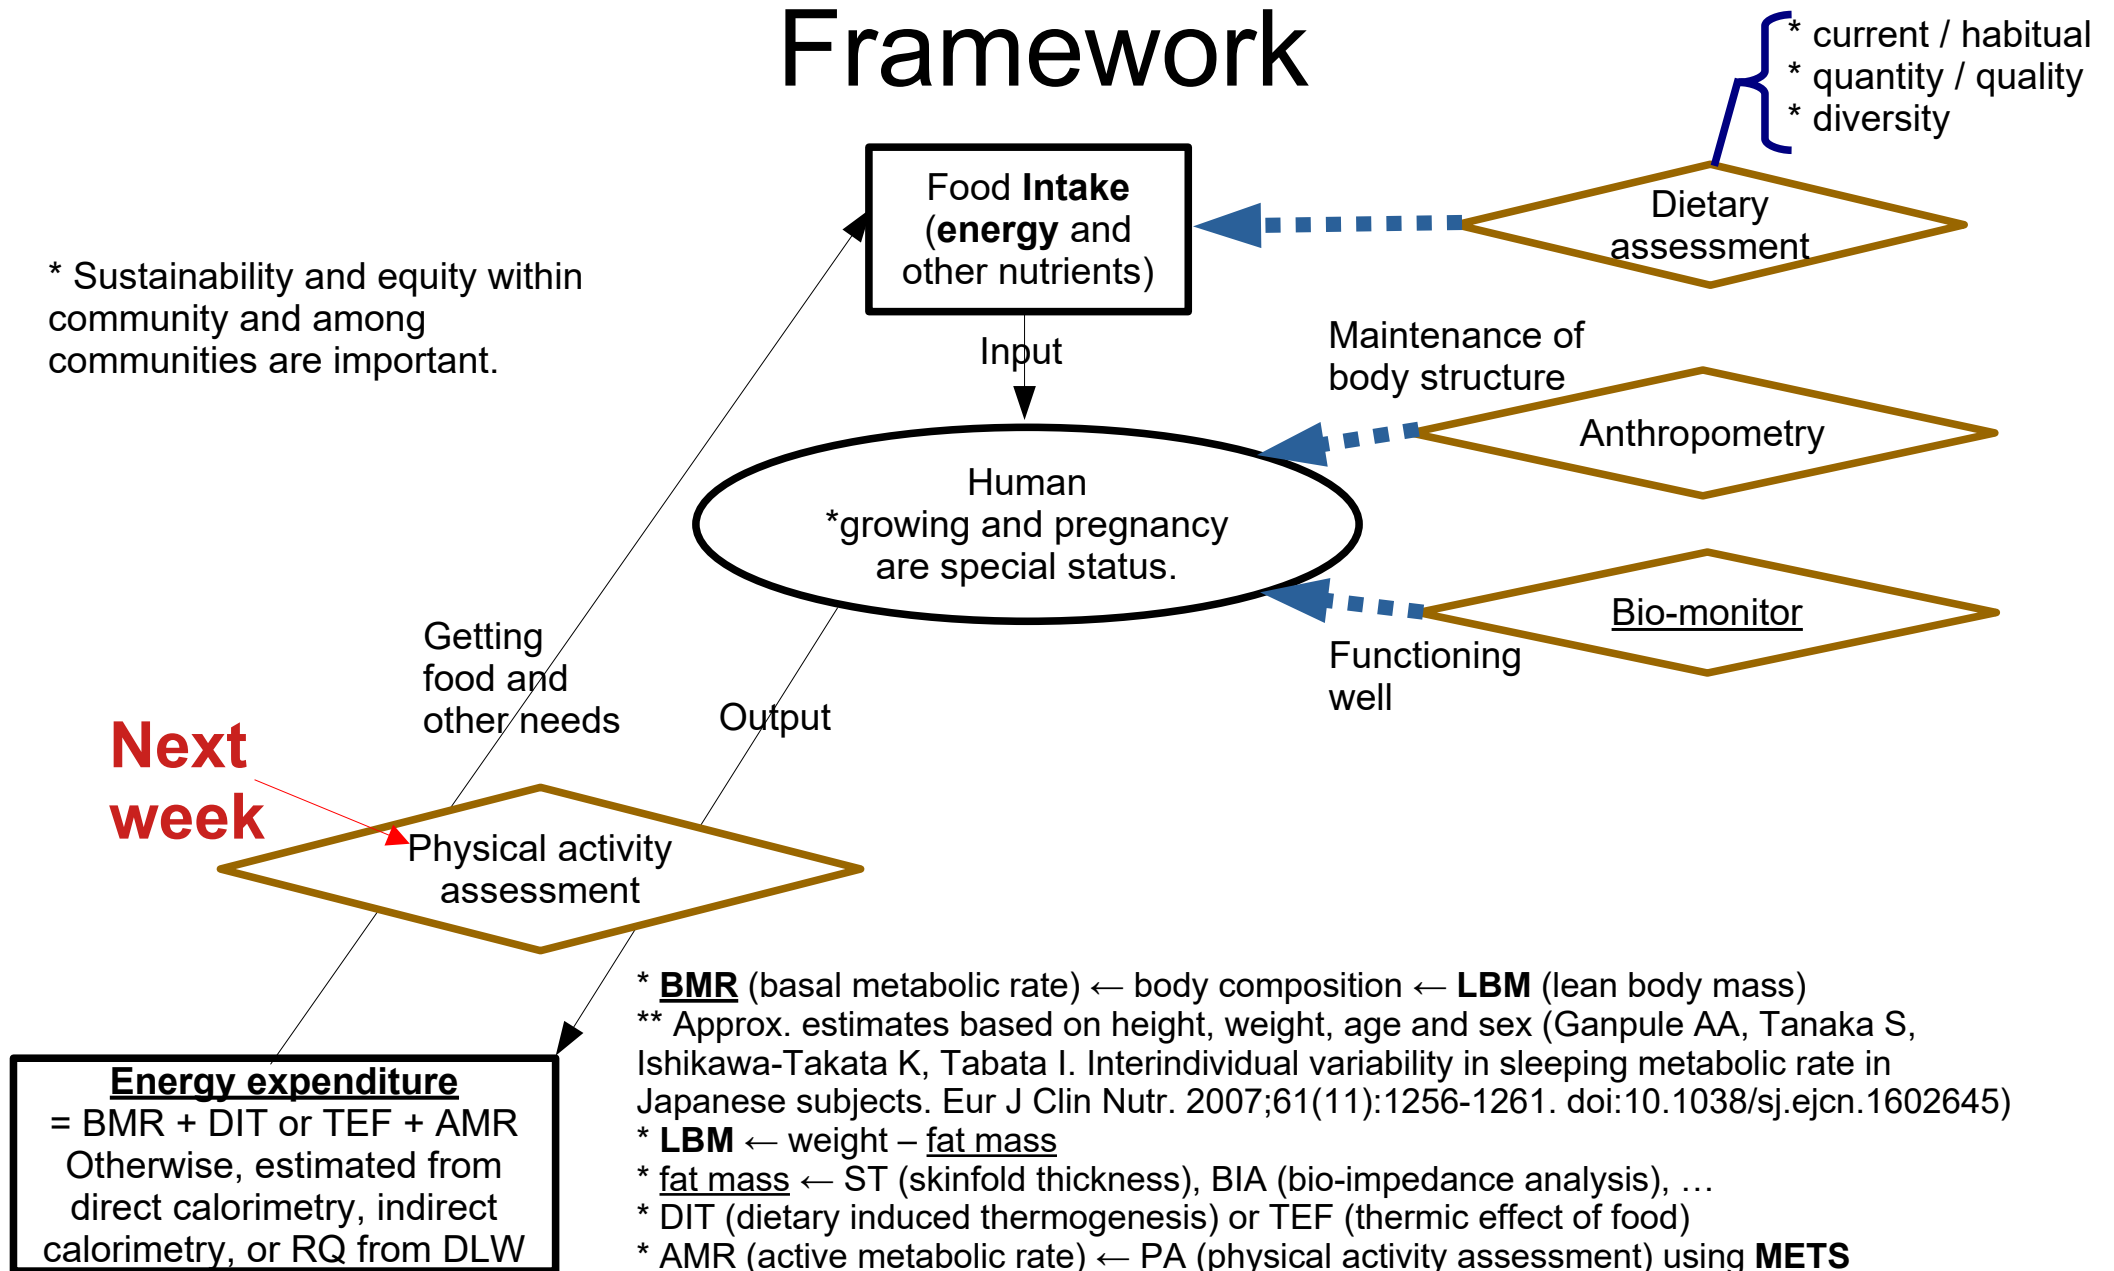 Framework
* current / habitual
* quantity / quality
* diversity
Food Intake
(energy and
other nutrients)
Dietary
assessment
* Sustainability and equity within
community and among
communities are important.
Input
Maintenance of
body structure
Anthropometry
Human
*growing and pregnancy
are special status.
Bio-monitor
Functioning
well
Getting
food and
other needs
Output
Next
week
Physical activity
assessment
Energy expenditure
= BMR + DIT or TEF + AMR
Otherwise, estimated from
direct calorimetry, indirect
calorimetry, or RQ from DLW
* BMR (basal metabolic rate) ← body composition ← LBM (lean body mass)
** Approx. estimates based on height, weight, age and sex (Ganpule AA, Tanaka S,
Ishikawa-Takata K, Tabata I. Interindividual variability in sleeping metabolic rate in
Japanese subjects. Eur J Clin Nutr. 2007;61(11):1256-1261. doi:10.1038/sj.ejcn.1602645)
* LBM ← weight – fat mass
* fat mass ← ST (skinfold thickness), BIA (bio-impedance analysis), …
* DIT (dietary induced thermogenesis) or TEF (thermic effect of food)
* AMR (active metabolic rate) ← PA (physical activity assessment) using METS